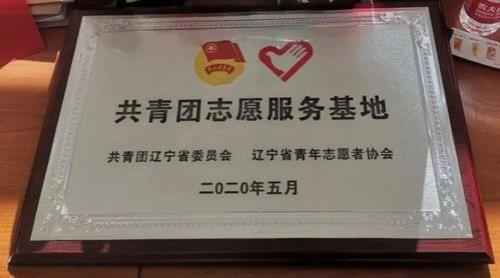 共青团志愿服务基地
共青团辽宁省委员会 辽宁省青年志愿者协会
二〇二〇年五月